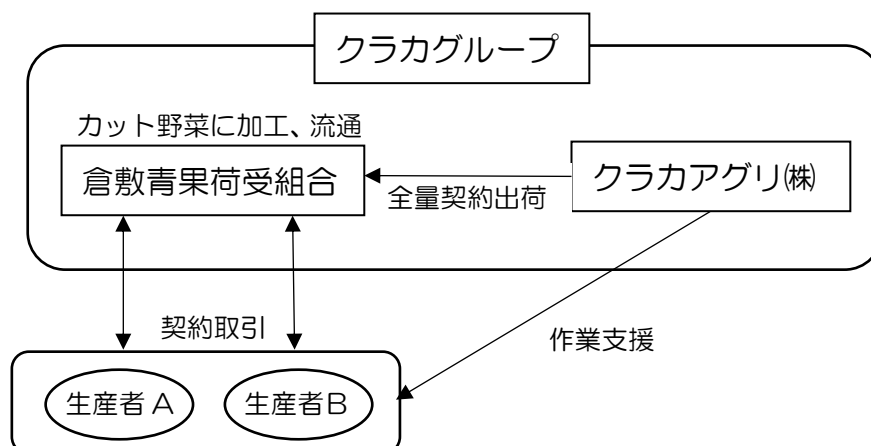 クラカグループ
カット野菜に加工、流通
倉敷青果荷受組合
全量契約出荷
クラカアグリ㈱
契約取引
作業支援
生産者A
生産者B